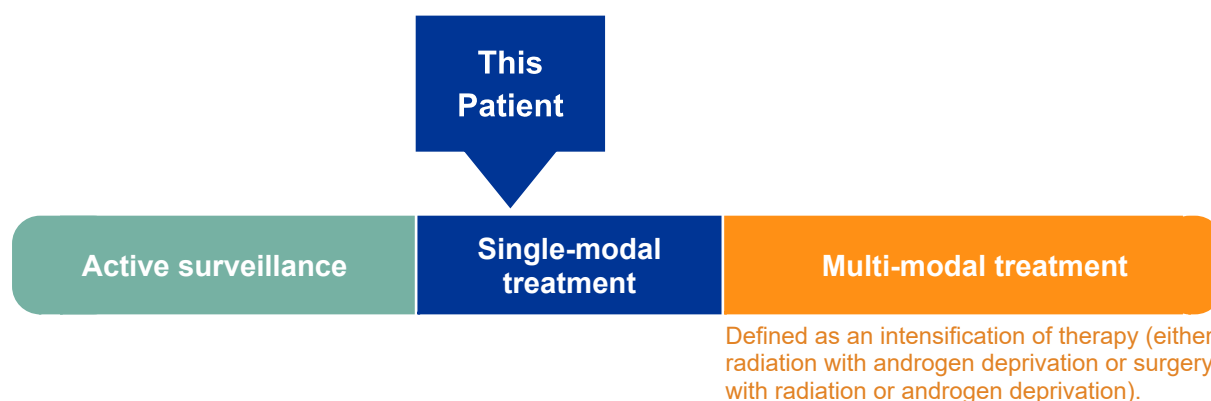 This
Patient
Active surveillance
Single-modal
treatment
Multi-modal treatment
Defined as an intensification of therapy (either
radiation with androgen deprivation or surgery
with radiation or androgen deprivation).